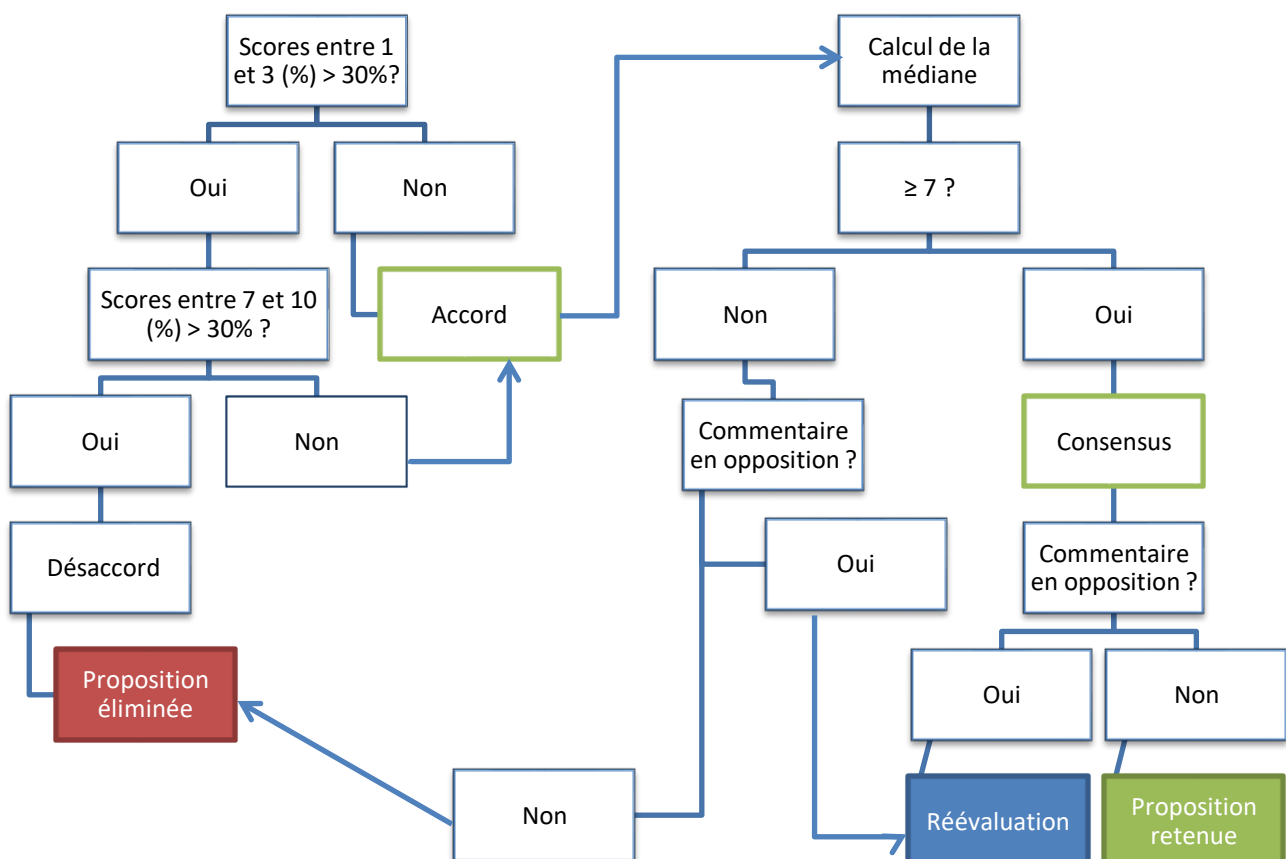 Scores entre 1
et 3 (%) > 30%?
Oui
Non
Scores entre 7 et 10
(%) > 30% ?
Accord
Oui
Non
Désaccord
Proposition
éliminée
Calcul de la
médiane
≥ 7 ?
Non
Oui
Commentaire
en opposition ?
Consensus
Oui
Commentaire
en opposition ?
Oui
Non
Non
Réévaluation
Proposition
retenue